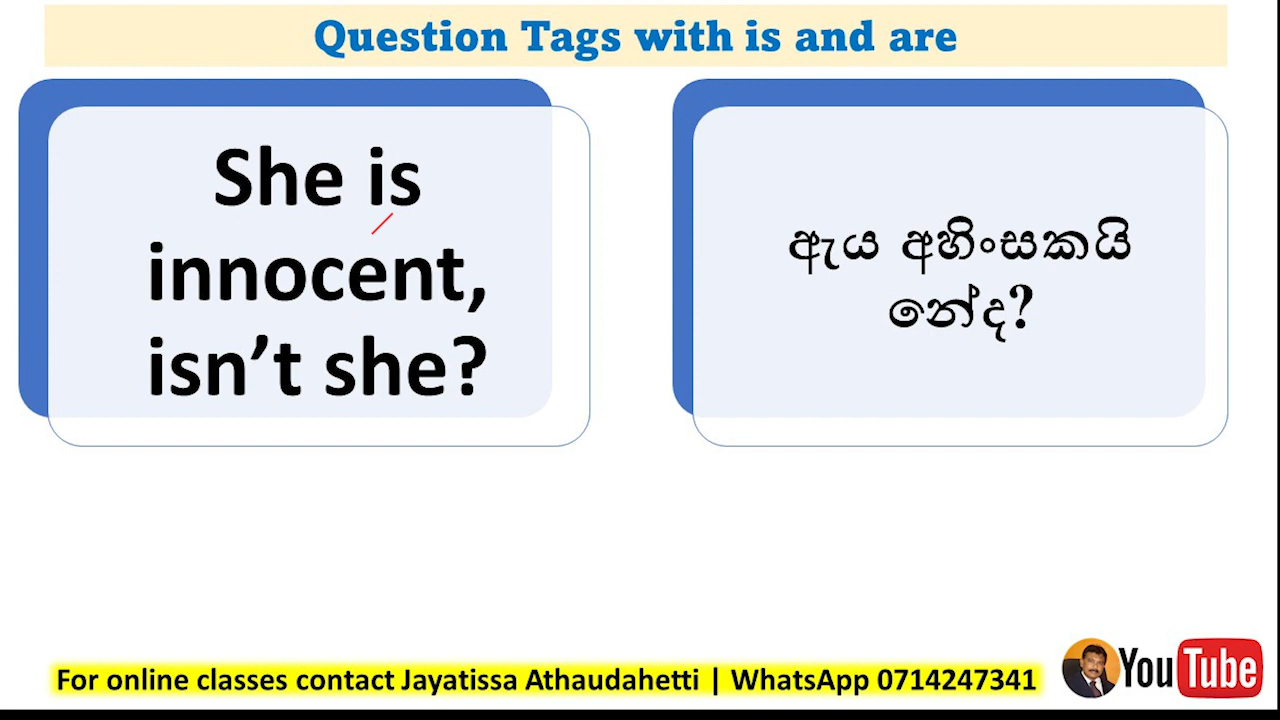 Question Tags with is and are
She is
innocent,
isn’t she?
ඇය අහිංසකයි
නේද?
For online classes contact Jayatissa Athaudahetti | WhatsApp 0714247341
YouTube